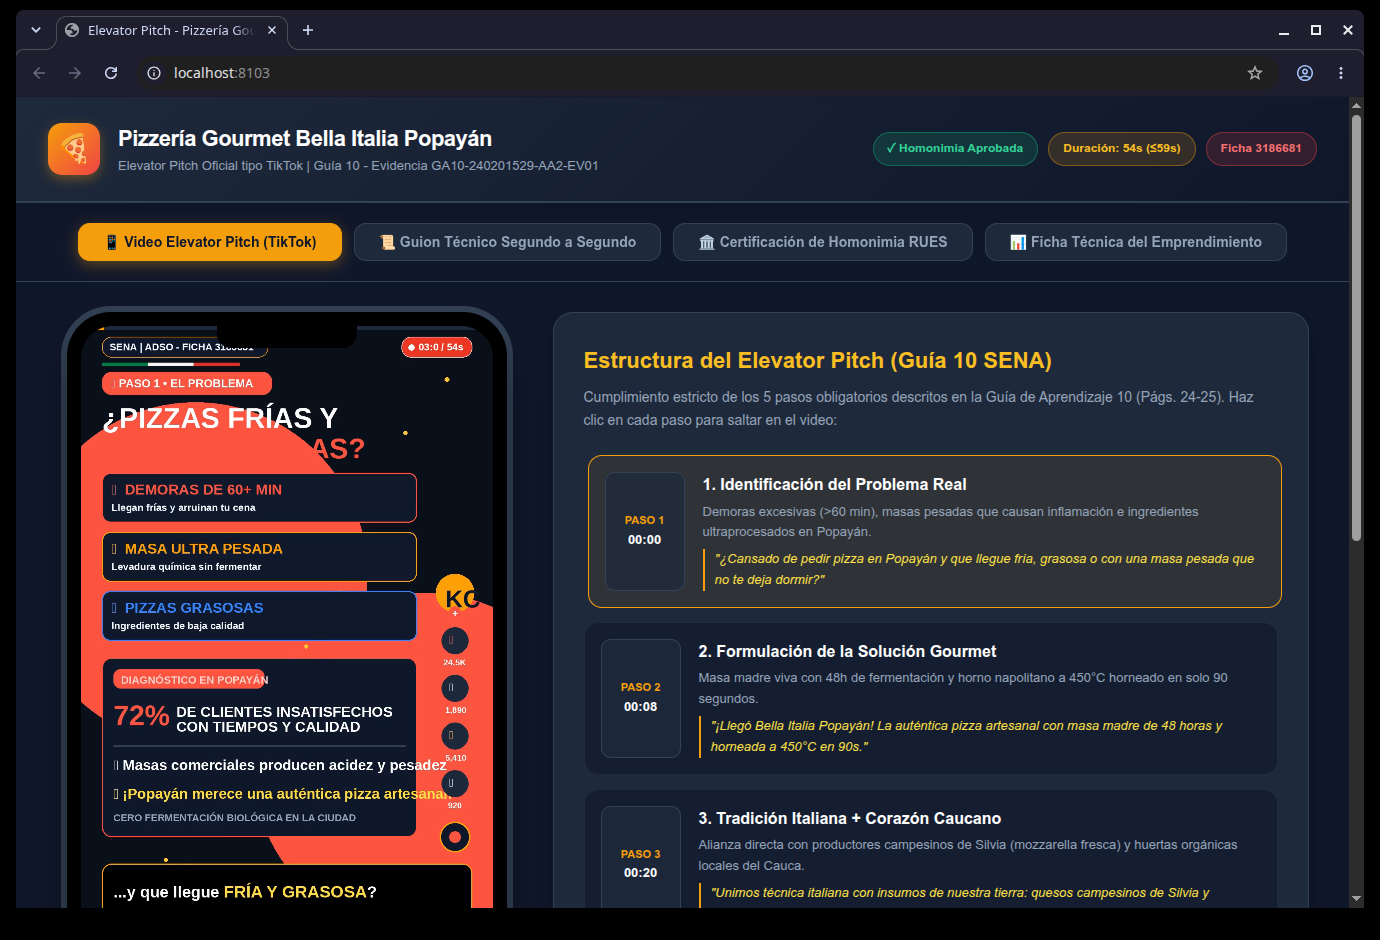 Elevator Pitch - Pizzería Gou
localhost:8103
Pizzería Gourmet Bella Italia Popayán
Elevator Pitch Oficial tipo TikTok | Guía 10 - Evidencia GA10-240201529-AA2-EV01
✓ Homonimia Aprobada
Duración: 54s (≤59s)
Ficha 3186681
📱 Video Elevator Pitch (TikTok)
📜 Guion Técnico Segundo a Segundo
🏛️ Certificación de Homonimia RUES
📊 Ficha Técnica del Emprendimiento
SENA | ADSO - FICHA 3186681
03:0 / 54s
PASO 1 • EL PROBLEMA
¿PIZZAS FRÍAS Y
AS?
DEMORAS DE 60+ MIN
Llegan frías y arruinan tu cena
MASA ULTRA PESADA
Levadura química sin fermentar
PIZZAS GRASOSAS
Ingredientes de baja calidad
KC
+
24.5K
1,890
5,410
920
DIAGNÓSTICO EN POPAYÁN
72% DE CLIENTES INSATISFECHOS
CON TIEMPOS Y CALIDAD
Masas comerciales producen acidez y pesadez
¡Popayán merece una auténtica pizza artesanal!
CERO FERMENTACIÓN BIOLÓGICA EN LA CIUDAD
...y que llegue FRÍA Y GRASOSA?
Estructura del Elevator Pitch (Guía 10 SENA)
Cumplimiento estricto de los 5 pasos obligatorios descritos en la Guía de Aprendizaje 10 (Págs. 24-25). Haz
clic en cada paso para saltar en el video:
PASO 1
00:00
1. Identificación del Problema Real
Demoras excesivas (>60 min), masas pesadas que causan inflamación e ingredientes
ultraprocesados en Popayán.
"¿Cansado de pedir pizza en Popayán y que llegue fria, grasosa o con una masa pesada que
no te deja dormir?"
PASO 2
00:08
2. Formulación de la Solución Gourmet
Masa madre viva con 48h de fermentación y horno napolitano a 450°C horneado en solo 90
segundos.
"¡Llegó Bella Italia Popayán! La auténtica pizza artesanal con masa madre de 48 horas y
horneada a 450°C en 90s."
PASO 3
00:20
3. Tradición Italiana + Corazón Caucano
Alianza directa con productores campesinos de Silvia (mozzarella fresca) y huertas orgánicas
locales del Cauca.
"Unimos técnica italiana con insumos de nuestra tierra: quesos campesinos de Silvia y